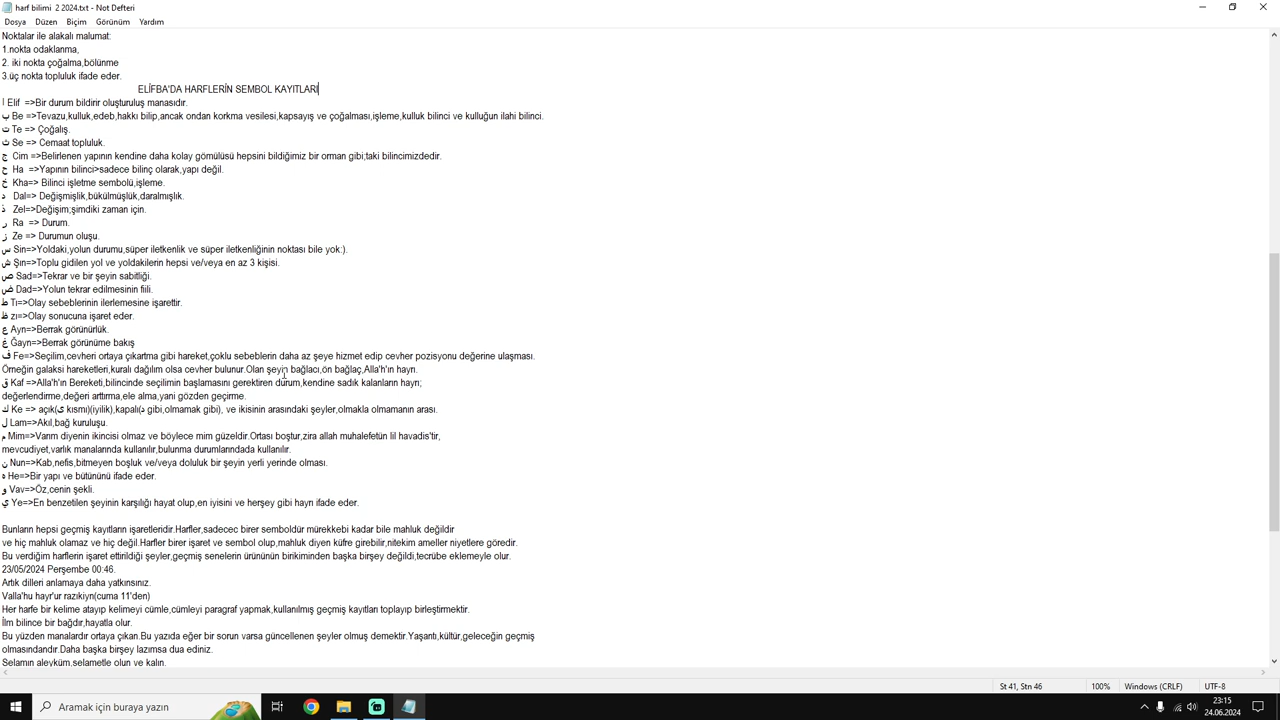 harf bilimi 2 2024.txt - Not Defteri
Dosya Düzen Biçim Görünüm Yardım
Noktalar ile alakalı malumat:
1.nokta odaklanma,
2. iki nokta çoğalma,bölünme
3.üç nokta topluluk ifade eder.
ELİFBA'DA HARFLERİN SEMBOL KAYITLARI
ا Elif =>Bir durum bildirir oluşturuluş manasıdır.
ب Be =>Tevazu,kulluk,edeb,hakkı bilip,ancak ondan korkma vesilesi,kapsayış ve çoğalması,işleme,kulluk bilinci ve kulluğun ilahi bilinci.
ت Te => Çoğalış.
ث Se => Cemaat topluluk.
ج Cim =>Belirlenen yapının kendine daha kolay gömülüsü hepsini bildiğimiz bir orman gibi;taki bilincimizdedir.
ح Ha =>Yapının bilinci>sadece bilinç olarak,yapı değil.
خ Kha=> Bilinci işletme sembolü,işleme.
د Dal=> Değişmişlik,bükülmüşlük,daralmışlık.
ذ Zel=>Değişim;şimdiki zaman için.
ر Ra => Durum.
ز Ze => Durumun oluşu.
س Sin=>Yoldaki,yolun durumu,süper iletkenlik ve süper iletkenliğinin noktası bile yok:).
ش Şın=>Toplu gidilen yol ve yoldakilerin hepsi ve/veya en az 3 kişisi.
ص Sad=>Tekrar ve bir şeyin sabitliği.
ض Dad=>Yolun tekrar edilmesinin fiili.
ط Tı=>Olay sebeblerinin ilerlemesine işarettir.
ظ zı=>Olay sonucuna işaret eder.
ع Ayn=>Berrak görünürlük.
غ Ğayn=>Berrak görünüme bakış
ف Fe=>Seçilim,cevheri ortaya çıkartma gibi hareket,çoklu sebeblerin daha az şeye hizmet edip cevher pozisyonu değerine ulaşması.
Örneğin galaksi hareketleri,kuralı dağılım olsa cevher bulunur.Olan şeyin bağlacı,ön bağlaç,Alla'h'ın hayrı.
ق Kaf =>Alla'h'ın Bereketi,bilincinde seçilimin başlamasını gerektiren durum,kendine sadık kalanların hayrı;
değerlendirme,değeri arttırma,ele alma,yani gözden geçirme.
ك Ke => açık(ى kısmı)(iyilik),kapalı(د gibi,olmamak gibi), ve ikisinin arasındaki şeyler,olmakla olmamanın arası.
ل Lam=>Akıl,bağ kuruluşu.
م Mim=>Varım diyenin ikincisi olmaz ve böylece mim güzeldir.Ortası boştur,zira allah muhalefetün lil havadis'tir,
mevcudiyet,varlık manalarında kullanılır,bulunma durumlarındada kullanılır.
ن Nun=>Kab,nefis,bitmeyen boşluk ve/veya doluluk bir şeyin yerli yerinde olması.
ه He=>Bir yapı ve bütününü ifade eder.
و Vav=>Öz,cenin şekli.
ي Ye=>En benzetilen şeyinin karşılığı hayat olup,en iyisini ve herşey gibi hayrı ifade eder.
Bunların hepsi geçmiş kayıtların işaretleridir.Harfler,sadecec birer semboldür mürekkebi kadar bile mahluk değildir
ve hiç mahluk olamaz ve hiç değil.Harfler birer işaret ve sembol olup,mahluk diyen küfre girebilir,nitekim ameller niyetlere göredir.
Bu verdiğim harflerin işaret ettirildiği şeyler,geçmiş senelerin ürününün birikiminden başka birşey değildi,tecrübe eklemeyle olur.
23/05/2024 Perşembe 00:46.
Artık dilleri anlamaya daha yatkınsınız.
Valla'hu hayr'ur razıkiyn(cuma 11'den)
Her harfe bir kelime atayıp kelimeyi cümle,cümleyi paragraf yapmak,kullanılmış geçmiş kayıtları toplayıp birleştirmektir.
İlm bilince bir bağdır,hayatla olur.
Bu yüzden manalardır ortaya çıkan.Bu yazıda eğer bir sorun varsa güncellenen şeyler olmuş demektir.Yaşantı,kültür,geleceğin geçmiş
olmasındandır.Daha başka birşey lazımsa dua ediniz.
Selamın aleyküm,selametle olun ve kalın.
St 41, Stn 46 100% Windows (CRLF) UTF-8
Aramak için buraya yazın
23:15
24.06.2024